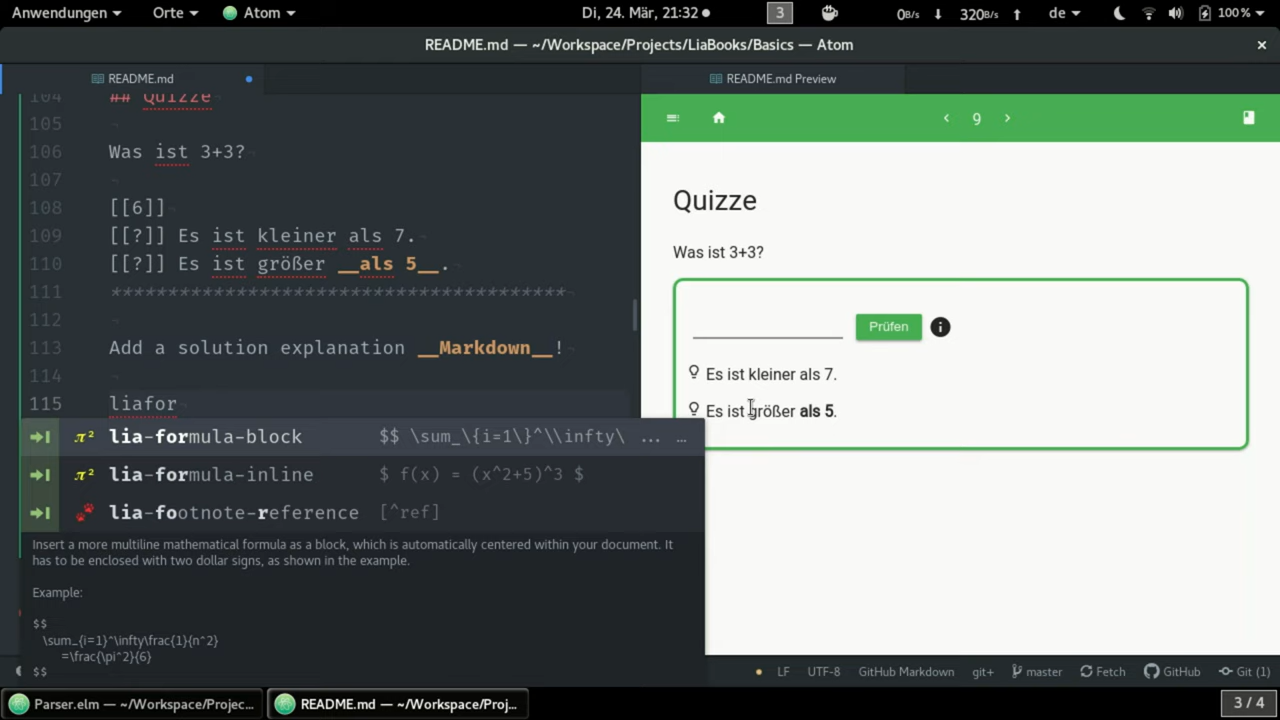 Anwendungen Orte Atom Di, 24. Mär, 21:32 3 0B/s 320B/s de 100%
README.md — ~/Workspace/Projects/LiaBooks/Basics — Atom
README.md
README.md Preview
104 ## Quizze
105
106 Was ist 3+3?
107
108 [[6]]
109 [[?]] Es ist kleiner als 7.
110 [[?]] Es ist größer __als 5__.
111 ****************************************
112
113 Add a solution explanation __Markdown__!
114
115 liafor
π² lia-formula-block $$ \sum_\{i=1\}^\\infty\ ... …
π² lia-formula-inline $ f(x) = (x^2+5)^3 $
lia-footnote-reference [^ref]
Insert a more multiline mathematical formula as a block, which is automatically centered within your document. It
has to be enclosed with two dollar signs, as shown in the example.
Example:
$$
\sum_{i=1}^\infty\frac{1}{n^2}
=\frac{\pi^2}{6}
$$
9
Quizze
Was ist 3+3?
Prüfen
Es ist kleiner als 7.
Es ist größer als 5.
LF UTF-8 GitHub Markdown git+ master Fetch GitHub Git (1)
Parser.elm — ~/Workspace/Projec...
README.md — ~/Workspace/Proj...
3 / 4